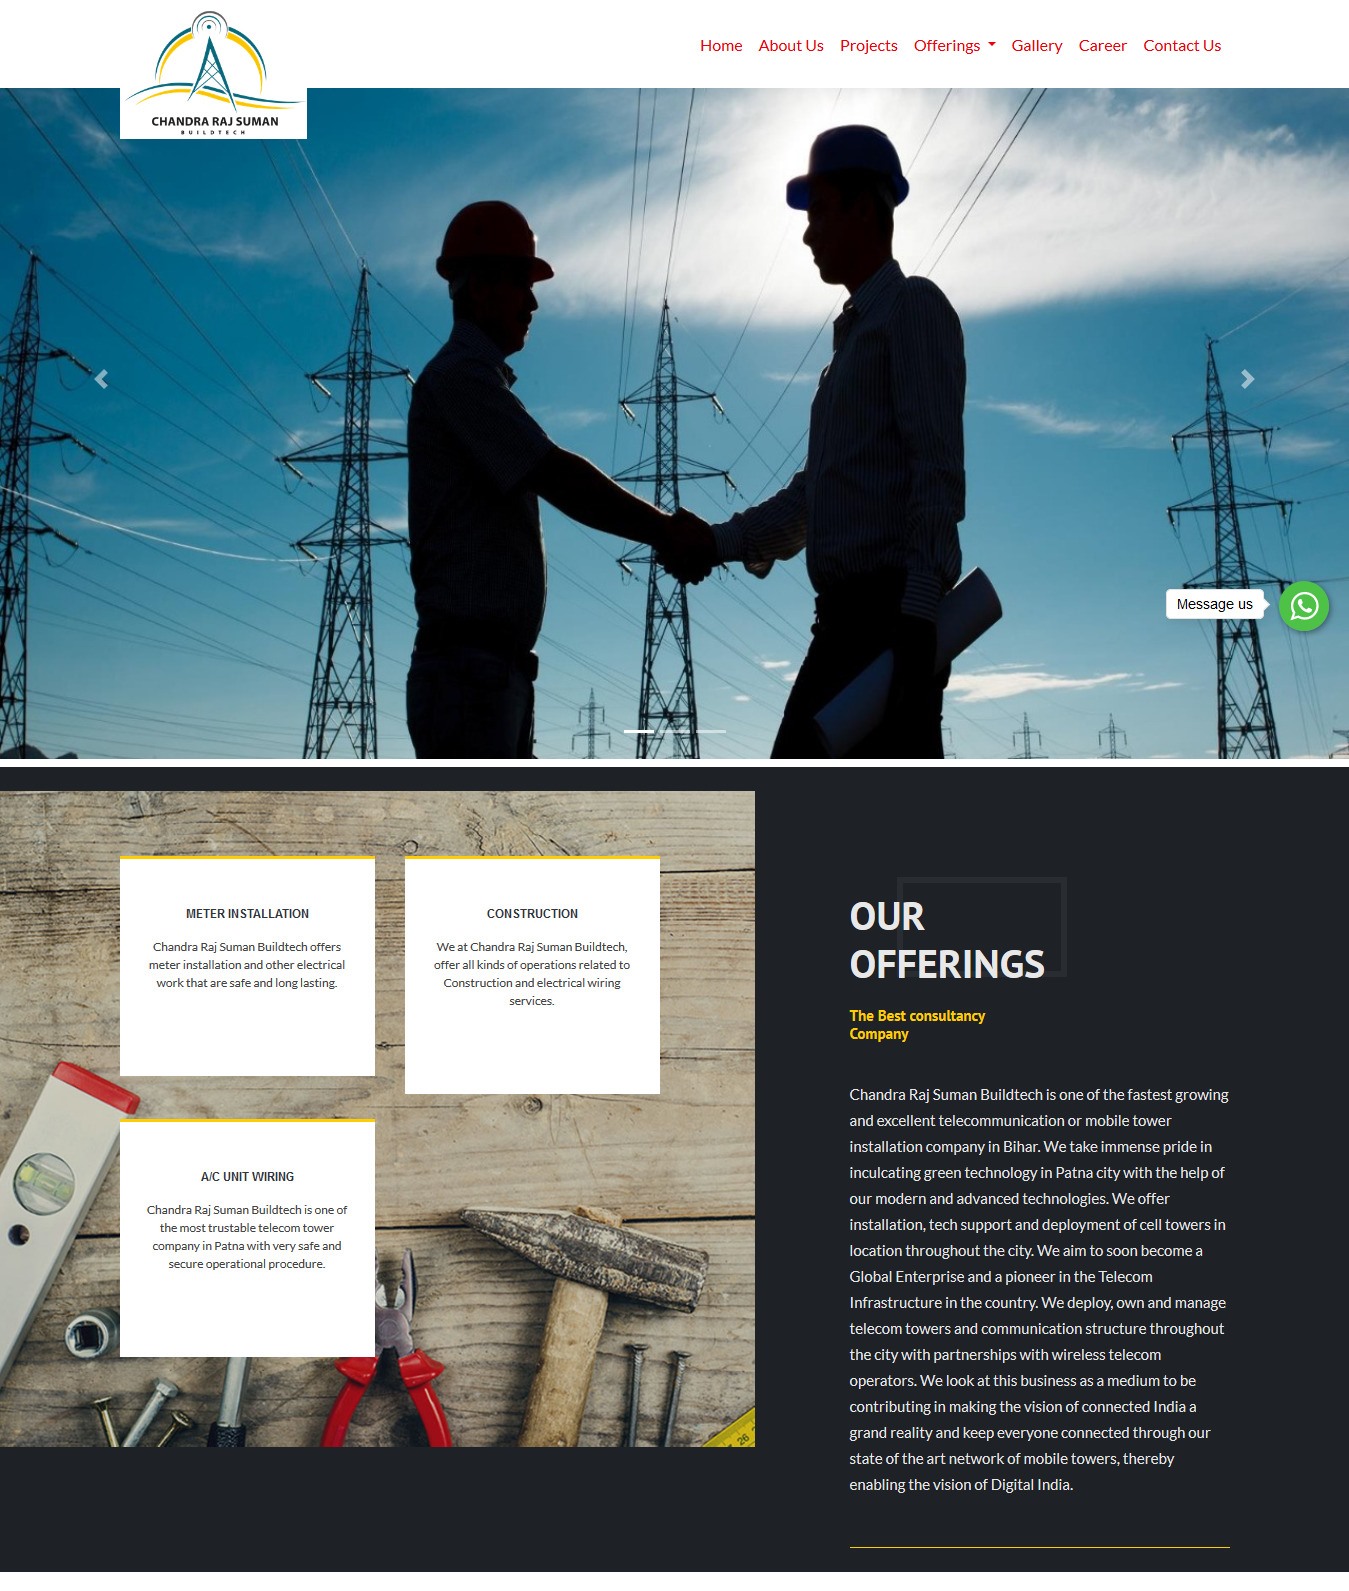 CHANDRA RAJ SUMAN
BUILDTECH
Home About Us Projects Offerings Gallery Career Contact Us
Message us
METER INSTALLATION
Chandra Raj Suman Buildtech offers
meter installation and other electrical
work that are safe and long lasting.
CONSTRUCTION
We at Chandra Raj Suman Buildtech,
offer all kinds of operations related to
Construction and electrical wiring
services.
A/C UNIT WIRING
Chandra Raj Suman Buildtech is one of
the most trustable telecom tower
company in Patna with very safe and
secure operational procedure.
26
OUR
OFFERINGS
The Best consultancy
Company
Chandra Raj Suman Buildtech is one of the fastest growing
and excellent telecommunication or mobile tower
installation company in Bihar. We take immense pride in
inculcating green technology in Patna city with the help of
our modern and advanced technologies. We offer
installation, tech support and deployment of cell towers in
location throughout the city. We aim to soon become a
Global Enterprise and a pioneer in the Telecom
Infrastructure in the country. We deploy, own and manage
telecom towers and communication structure throughout
the city with partnerships with wireless telecom
operators. We look at this business as a medium to be
contributing in making the vision of connected India a
grand reality and keep everyone connected through our
state of the art network of mobile towers, thereby
enabling the vision of Digital India.